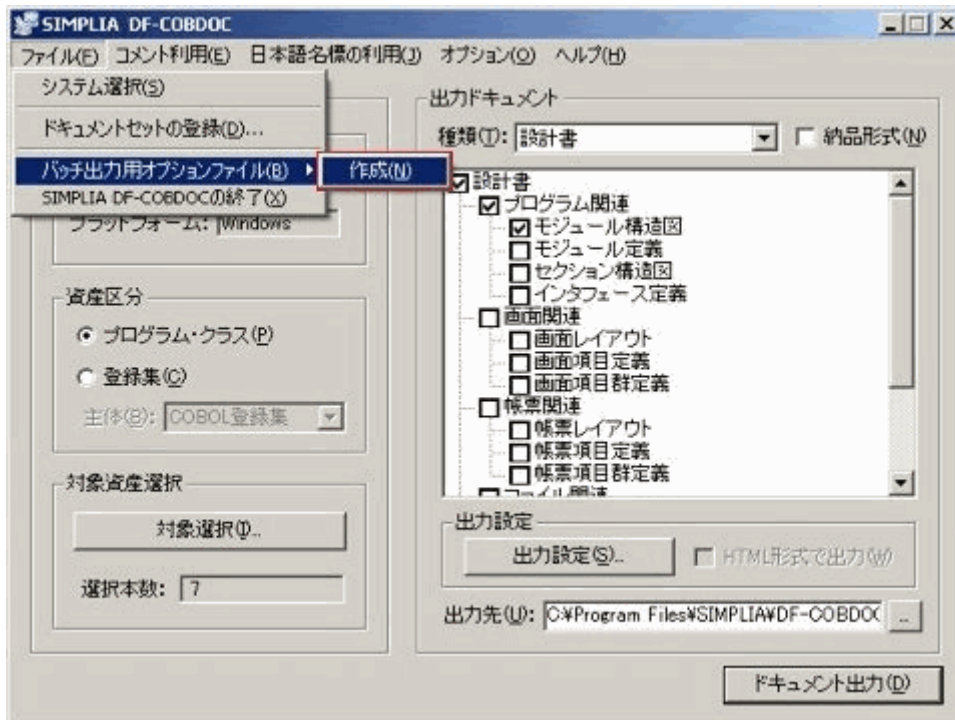 SIMPLIA DF-COBDOC
ファイル(F) コメント利用(E) 日本語名標の利用(J) オプション(O) ヘルプ(H)
システム選択(S)
ドキュメントセットの登録(D)...
バッチ出力用オプションファイル(B)
作成(N)
SIMPLIA DF-COBDOCの終了(X)
プラットフォーム: Windows
資産区分
プログラム・クラス(P)
登録集(C)
主体(B): COBOL登録集
対象資産選択
対象選択(I)...
選択本数: 7
出力ドキュメント
種類(T): 設計書
納品形式(N)
設計書
プログラム関連
モジュール構造図
モジュール定義
セクション構造図
インタフェース定義
画面関連
画面レイアウト
画面項目定義
画面項目群定義
帳票関連
帳票レイアウト
帳票項目定義
帳票項目群定義
ファイル関連
出力設定
出力設定(S)...
HTML形式で出力(W)
出力先(U): C:¥Program Files¥SIMPLIA¥DF-COBDOC
...
ドキュメント出力(D)